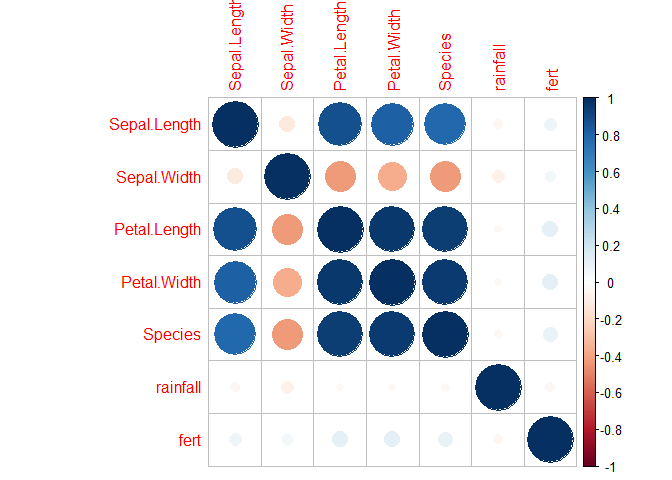 Sepal.Length
Sepal.Width
Petal.Length
Petal.Width
Species
rainfall
fert
Sepal.Length
Sepal.Width
Petal.Length
Petal.Width
Species
rainfall
fert
1
0.8
0.6
0.4
0.2
0
-0.2
-0.4
-0.6
-0.8
-1